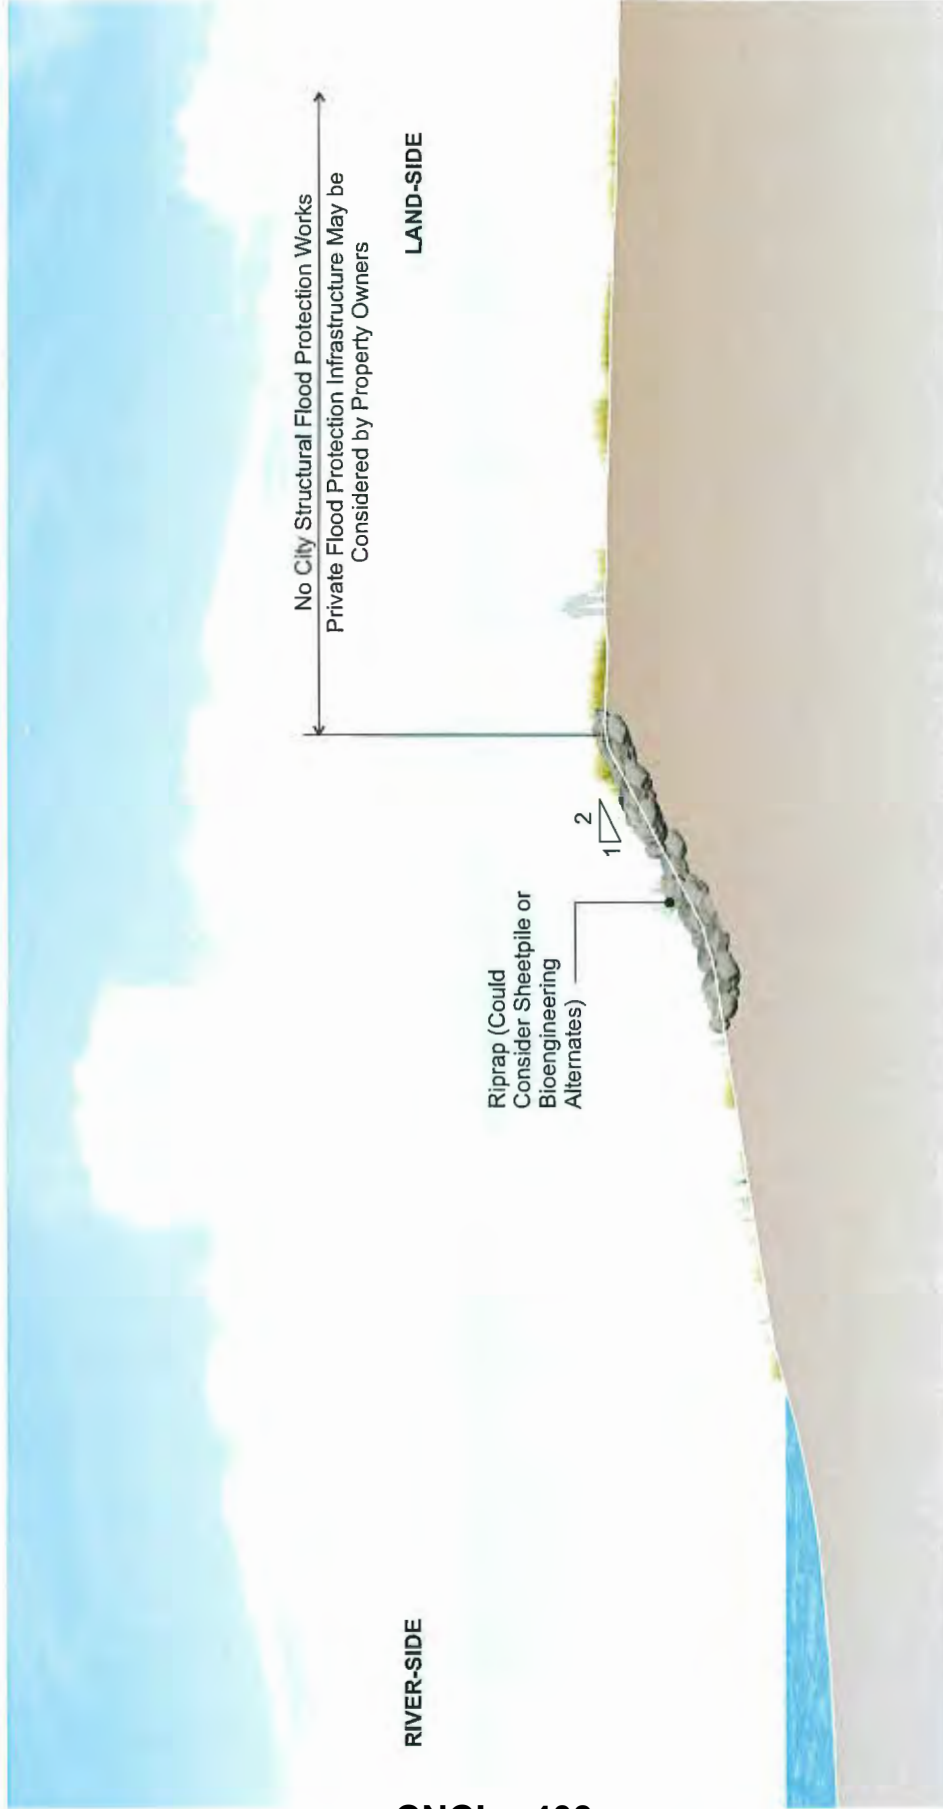 No City Structural Flood Protection Works
Private Flood Protection Infrastructure May be
Considered by Property Owners
LAND-SIDE
2
1
Riprap (Could
Consider Sheetpile or
Bioengineering
Alternates)
RIVER-SIDE